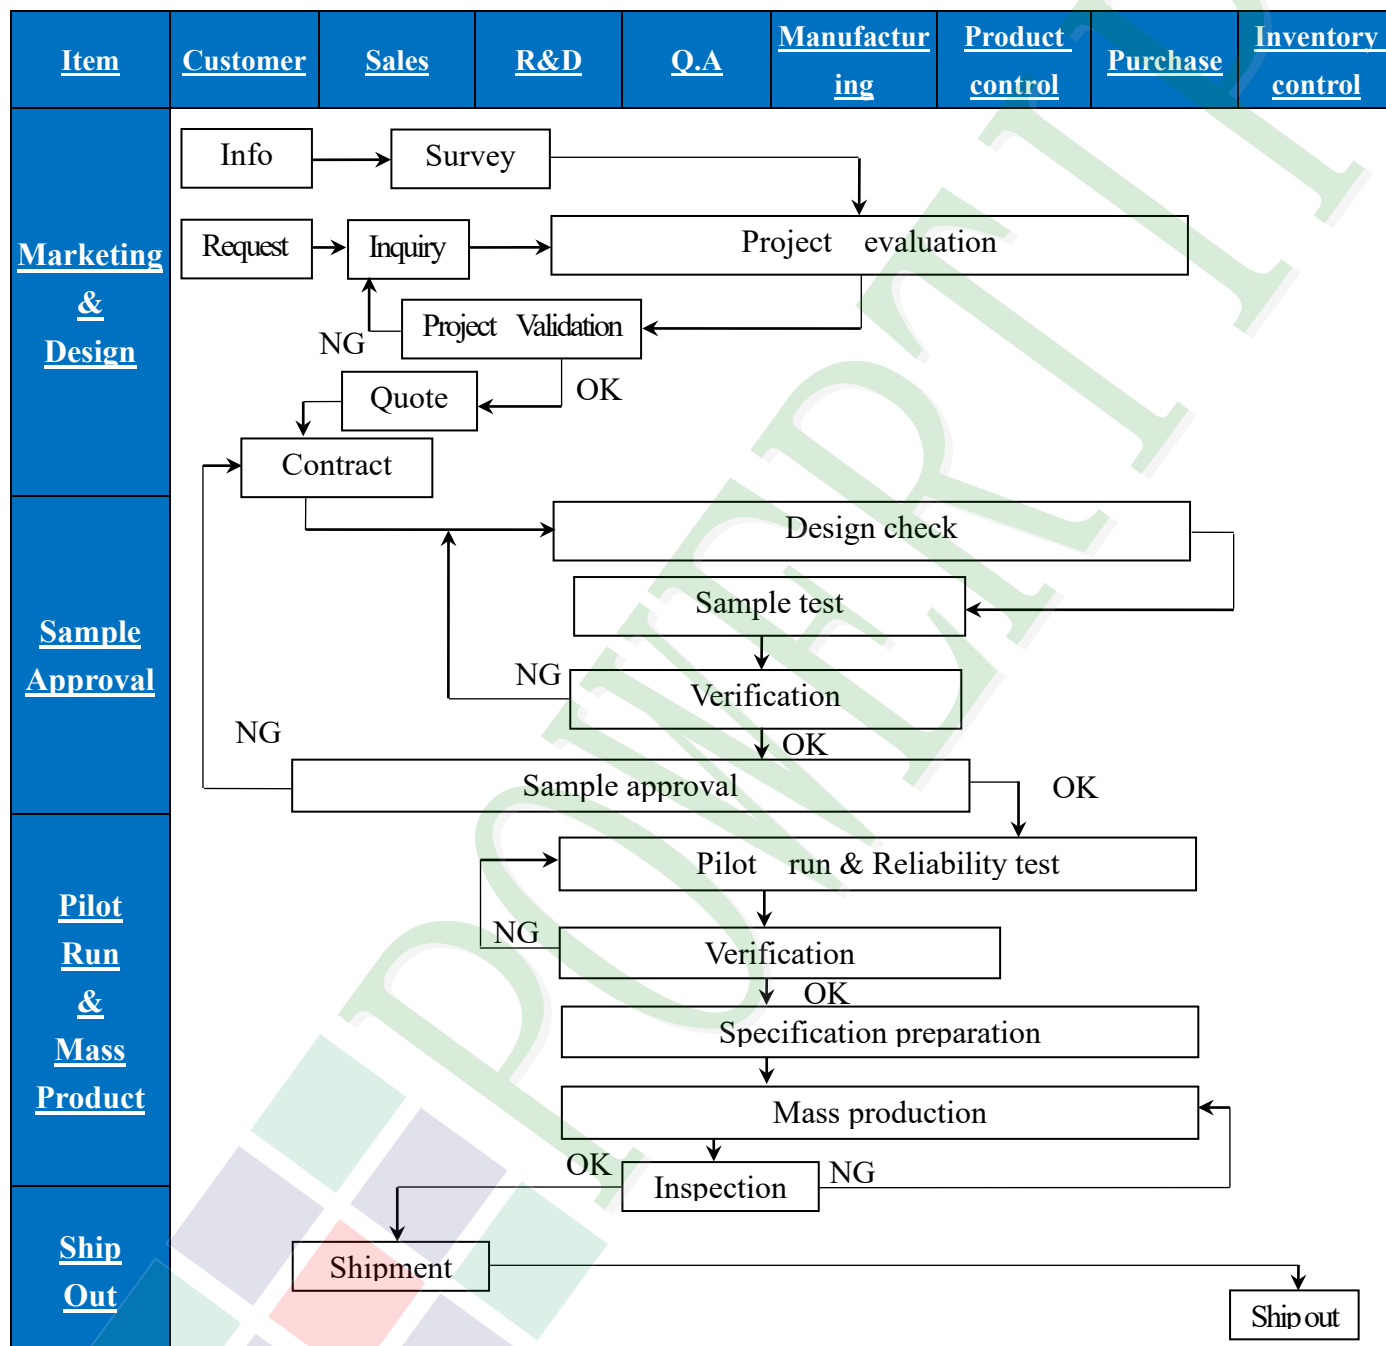 Item
Customer
Sales
R&D
Q.A
Manufactur
ing
Product
control
Purchase
Inventory
control
Marketing
&
Design
Info
Survey
Request
Inquiry
Project evaluation
NG
Project Validation
Quote
OK
Contract
Sample
Approval
Design check
Sample test
NG
Verification
NG
OK
Sample approval
OK
Pilot
Run
&
Mass
Product
Pilot run & Reliability test
NG
Verification
OK
Specification preparation
Mass production
OK
Inspection
NG
Ship
Out
Shipment
Ship out